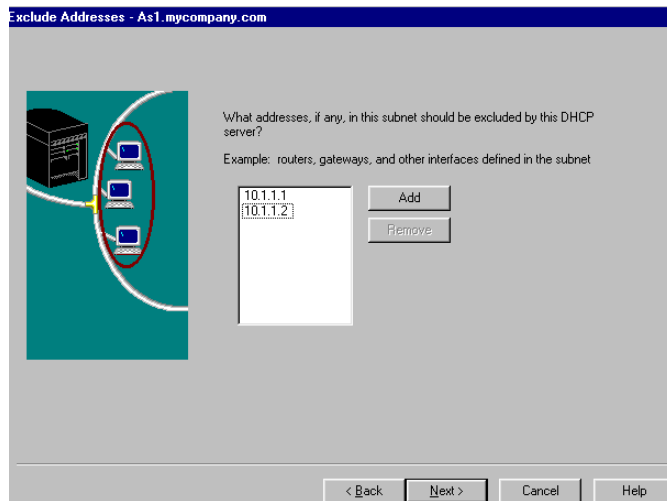 Exclude Addresses - As1.mycompany.com
What addresses, if any, in this subnet should be excluded by this DHCP
server?
Example: routers, gateways, and other interfaces defined in the subnet
10.1.1.1
10.1.1.2
Add
Remove
< Back
Next >
Cancel
Help